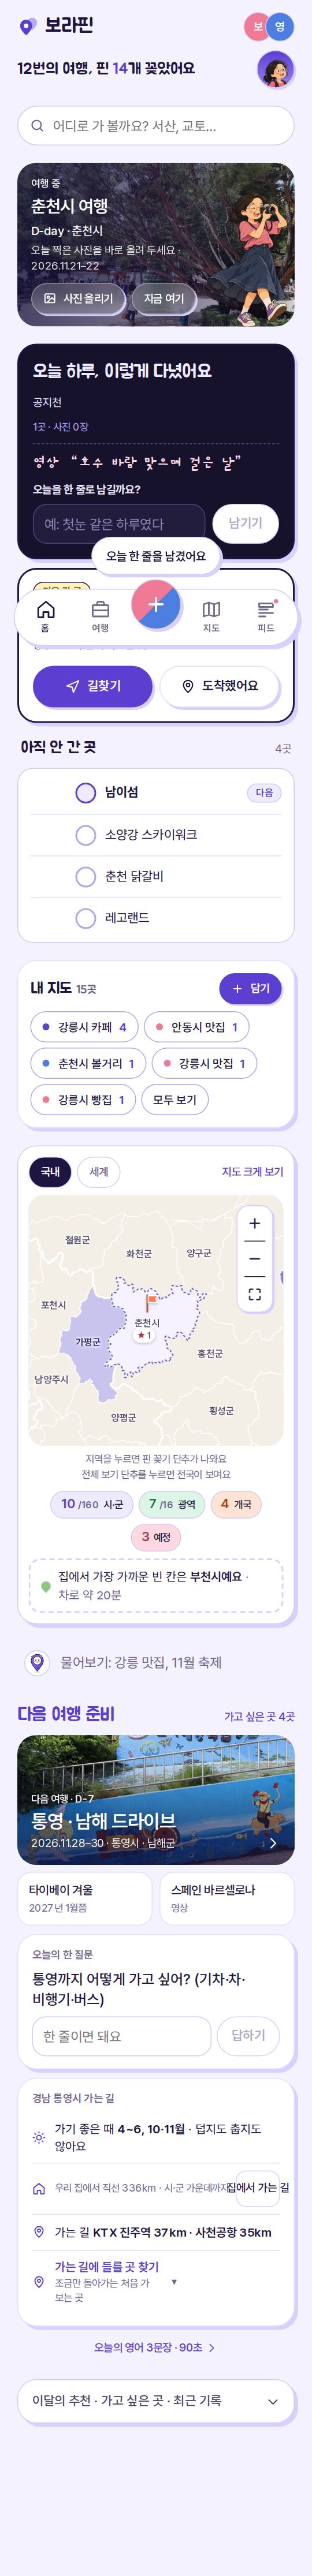 보라핀
보 영
12번의 여행, 핀 14개 꽂았어요
어디로 가 볼까요? 서산, 교토…
여행 중
춘천시 여행
D-day · 춘천시
오늘 찍은 사진을 바로 올려 두세요 ·
2026.11.21–22
사진 올리기 지금 여기
오늘 하루, 이렇게 다녔어요
공지천
1곳 · 사진 0장
영상 “호수 바람 맞으며 걸은 날”
오늘을 한 줄로 남길까요?
예: 첫눈 같은 하루였다 남기기
오늘 한 줄을 남겼어요
홈 여행 지도 피드
길찾기 도착했어요
아직 안 간 곳 4곳
남이섬 다음
소양강 스카이워크
춘천 닭갈비
레고랜드
내 지도 15곳 담기
강릉시 카페 4 안동시 맛집 1
춘천시 볼거리 1 강릉시 맛집 1
강릉시 빵집 1 모두 보기
국내 세계 지도 크게 보기
철원군
화천군 양구군
포천시
춘천시
★ 1
가평군
홍천군
남양주시
양평군 횡성군
지역을 누르면 핀 꽂기 단추가 나와요
전체 보기 단추를 누르면 전국이 보여요
10 /160 시·군 7 /16 광역 4 개국
3 예정
집에서 가장 가까운 빈 칸은 부천시예요 ·
차로 약 20분
물어보기: 강릉 맛집, 11월 축제
다음 여행 준비 가고 싶은 곳 4곳
다음 여행 · D-7
통영 · 남해 드라이브
2026.11.28–30 · 통영시 · 남해군
타이베이 겨울
2027년 1월쯤
스페인 바르셀로나
영상
오늘의 한 질문
통영까지 어떻게 가고 싶어? (기차·차·
비행기·버스)
한 줄이면 돼요 답하기
경남 통영시 가는 길
가기 좋은 때 4~6, 10·11월 · 덥지도 춥지도
않아요
우리 집에서 직선 336km · 시·군 가운데까지 집에서 가는 길
가는 길 KTX 진주역 37km · 사천공항 35km
가는 길에 들를 곳 찾기
조금만 돌아가는 처음 가
보는 곳
오늘의 영어 3문장 · 90초
이달의 추천 · 가고 싶은 곳 · 최근 기록